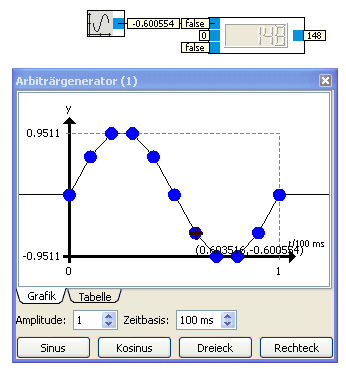 -0.600554 false
0 148 148
false
Arbiträrgenerator (1)
y
0.9511
(0.603516,-0.600554)
t/100 ms
-0.9511
0 1
Grafik Tabelle
Amplitude: 1 Zeitbasis: 100 ms
Sinus Kosinus Dreieck Rechteck